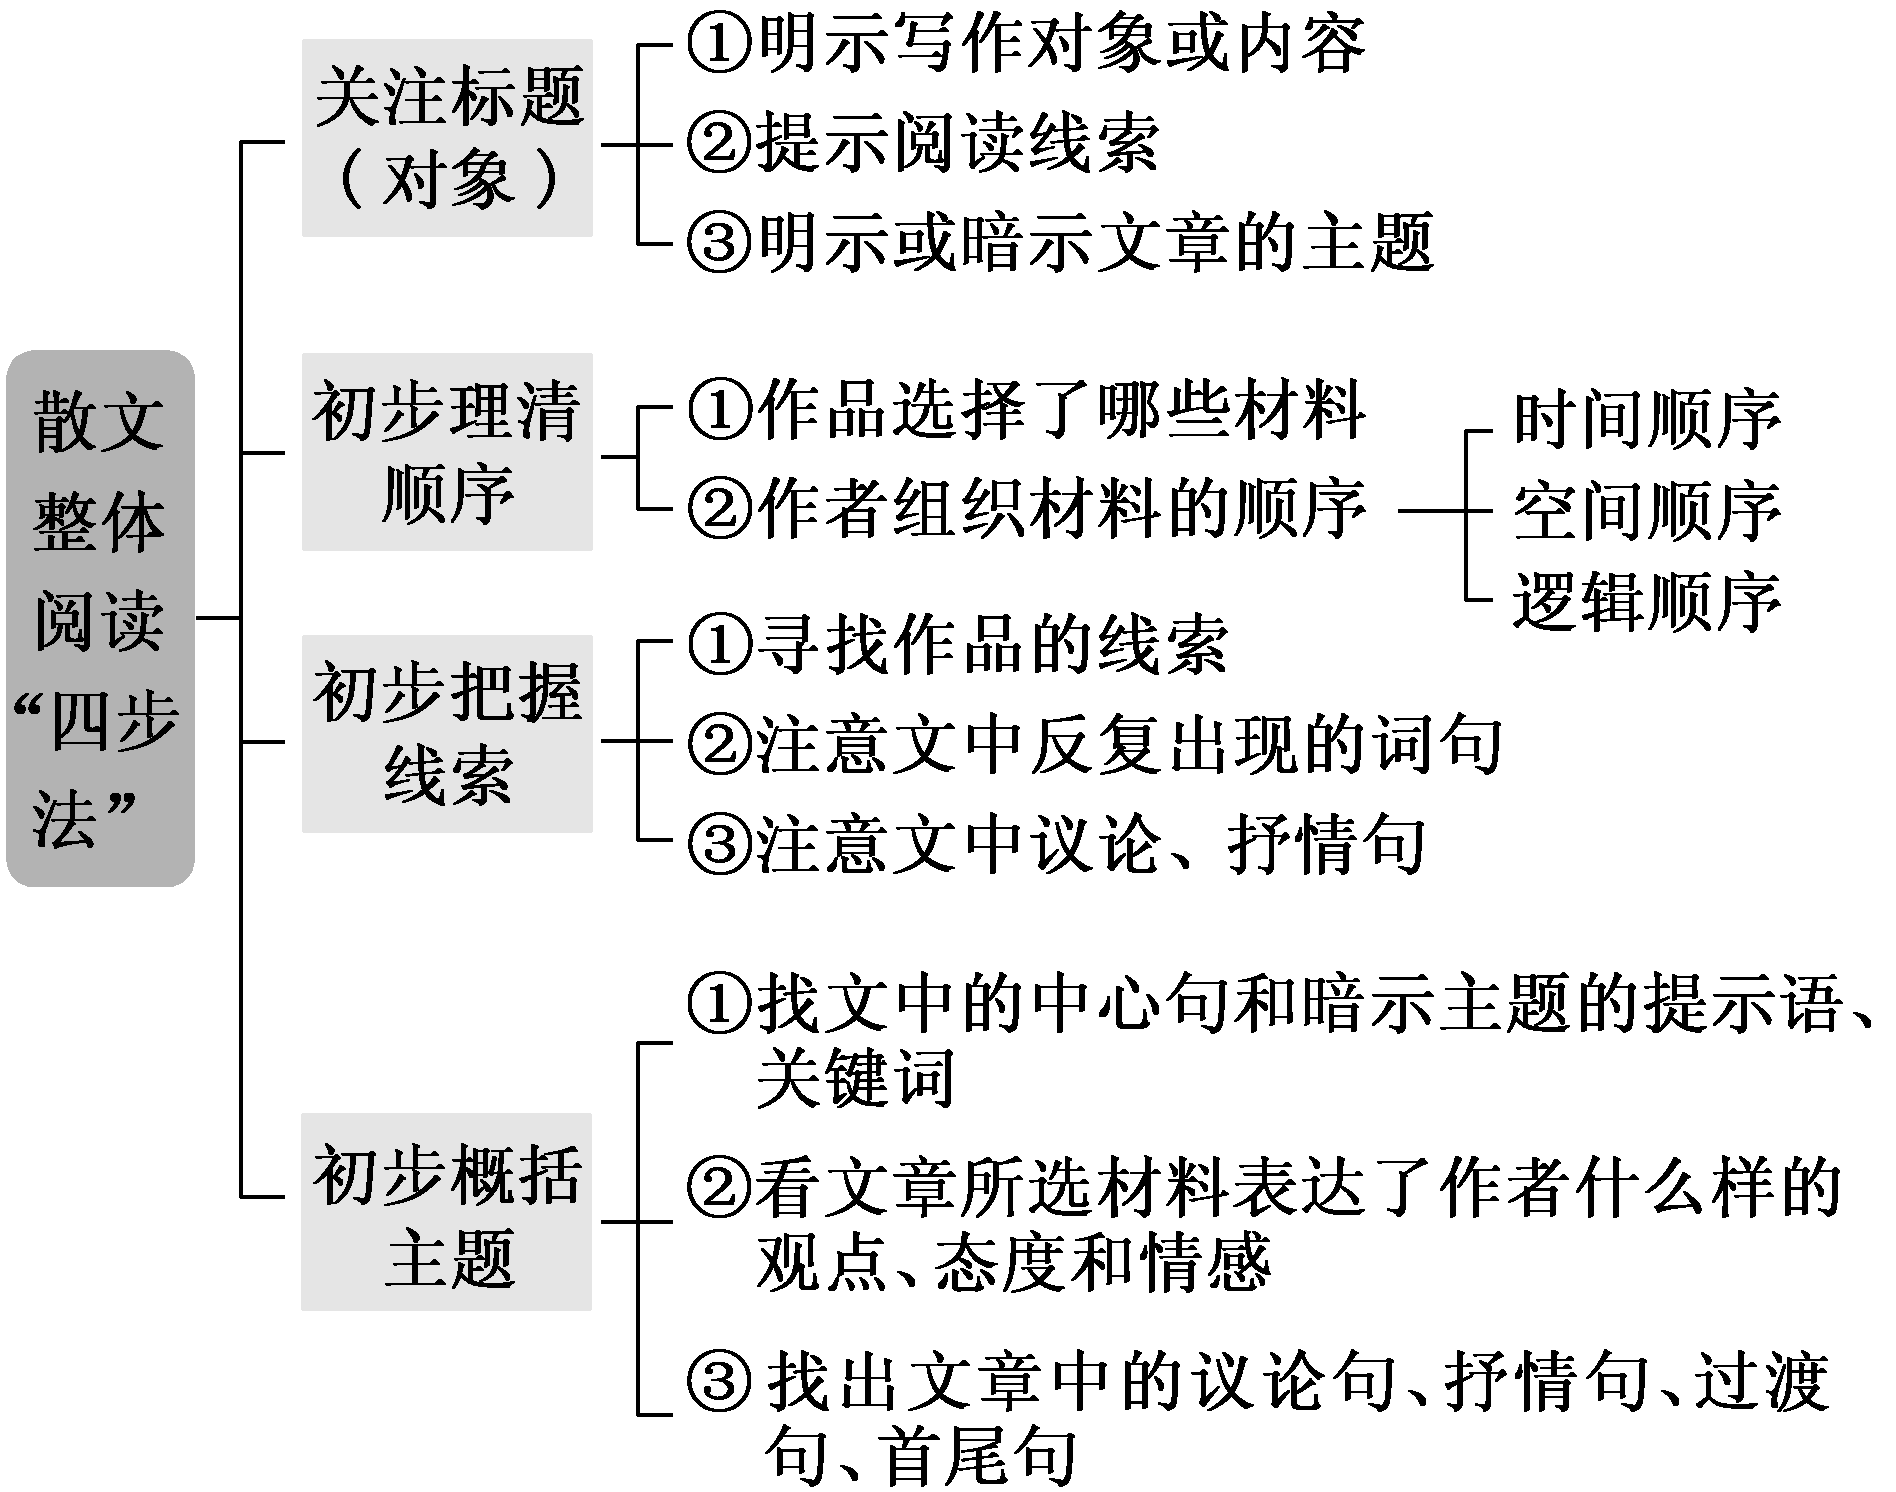 散文
整体
阅读
“四步
法”
关注标题
（对象）
①明示写作对象或内容
②提示阅读线索
③明示或暗示文章的主题
初步理清
顺序
①作品选择了哪些材料
②作者组织材料的顺序
时间顺序
空间顺序
逻辑顺序
初步把握
线索
①寻找作品的线索
②注意文中反复出现的词句
③注意文中议论、抒情句
初步概括
主题
①找文中的中心句和暗示主题的提示语、
关键词
②看文章所选材料表达了作者什么样的
观点、态度和情感
③找出文章中的议论句、抒情句、过渡
句、首尾句